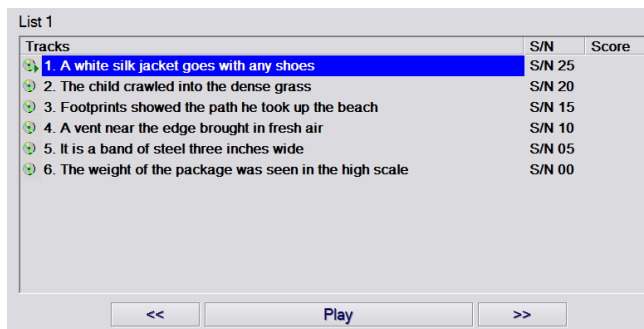 List 1
Tracks S/N Score
1. A white silk jacket goes with any shoes S/N 25
2. The child crawled into the dense grass S/N 20
3. Footprints showed the path he took up the beach S/N 15
4. A vent near the edge brought in fresh air S/N 10
5. It is a band of steel three inches wide S/N 05
6. The weight of the package was seen in the high scale S/N 00
<< Play >>